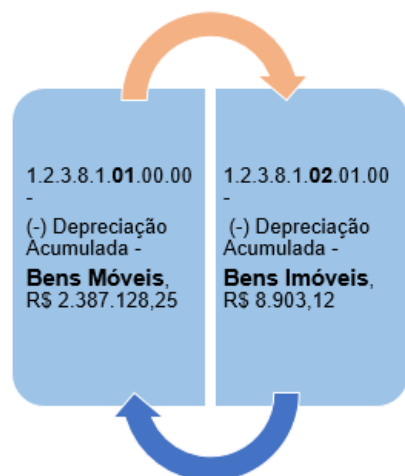 1.2.3.8.1.01.00.00
-
(-) Depreciação
Acumulada -
Bens Móveis,
R$ 2.387.128,25
1.2.3.8.1.02.01.00
-
(-) Depreciação
Acumulada -
Bens Imóveis,
R$ 8.903,12